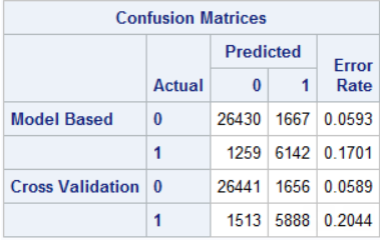 Confusion Matrices
Predicted Error
Actual 0 1 Rate
Model Based 0 26430 1667 0.0593
1 1259 6142 0.1701
Cross Validation 0 26441 1656 0.0589
1 1513 5888 0.2044